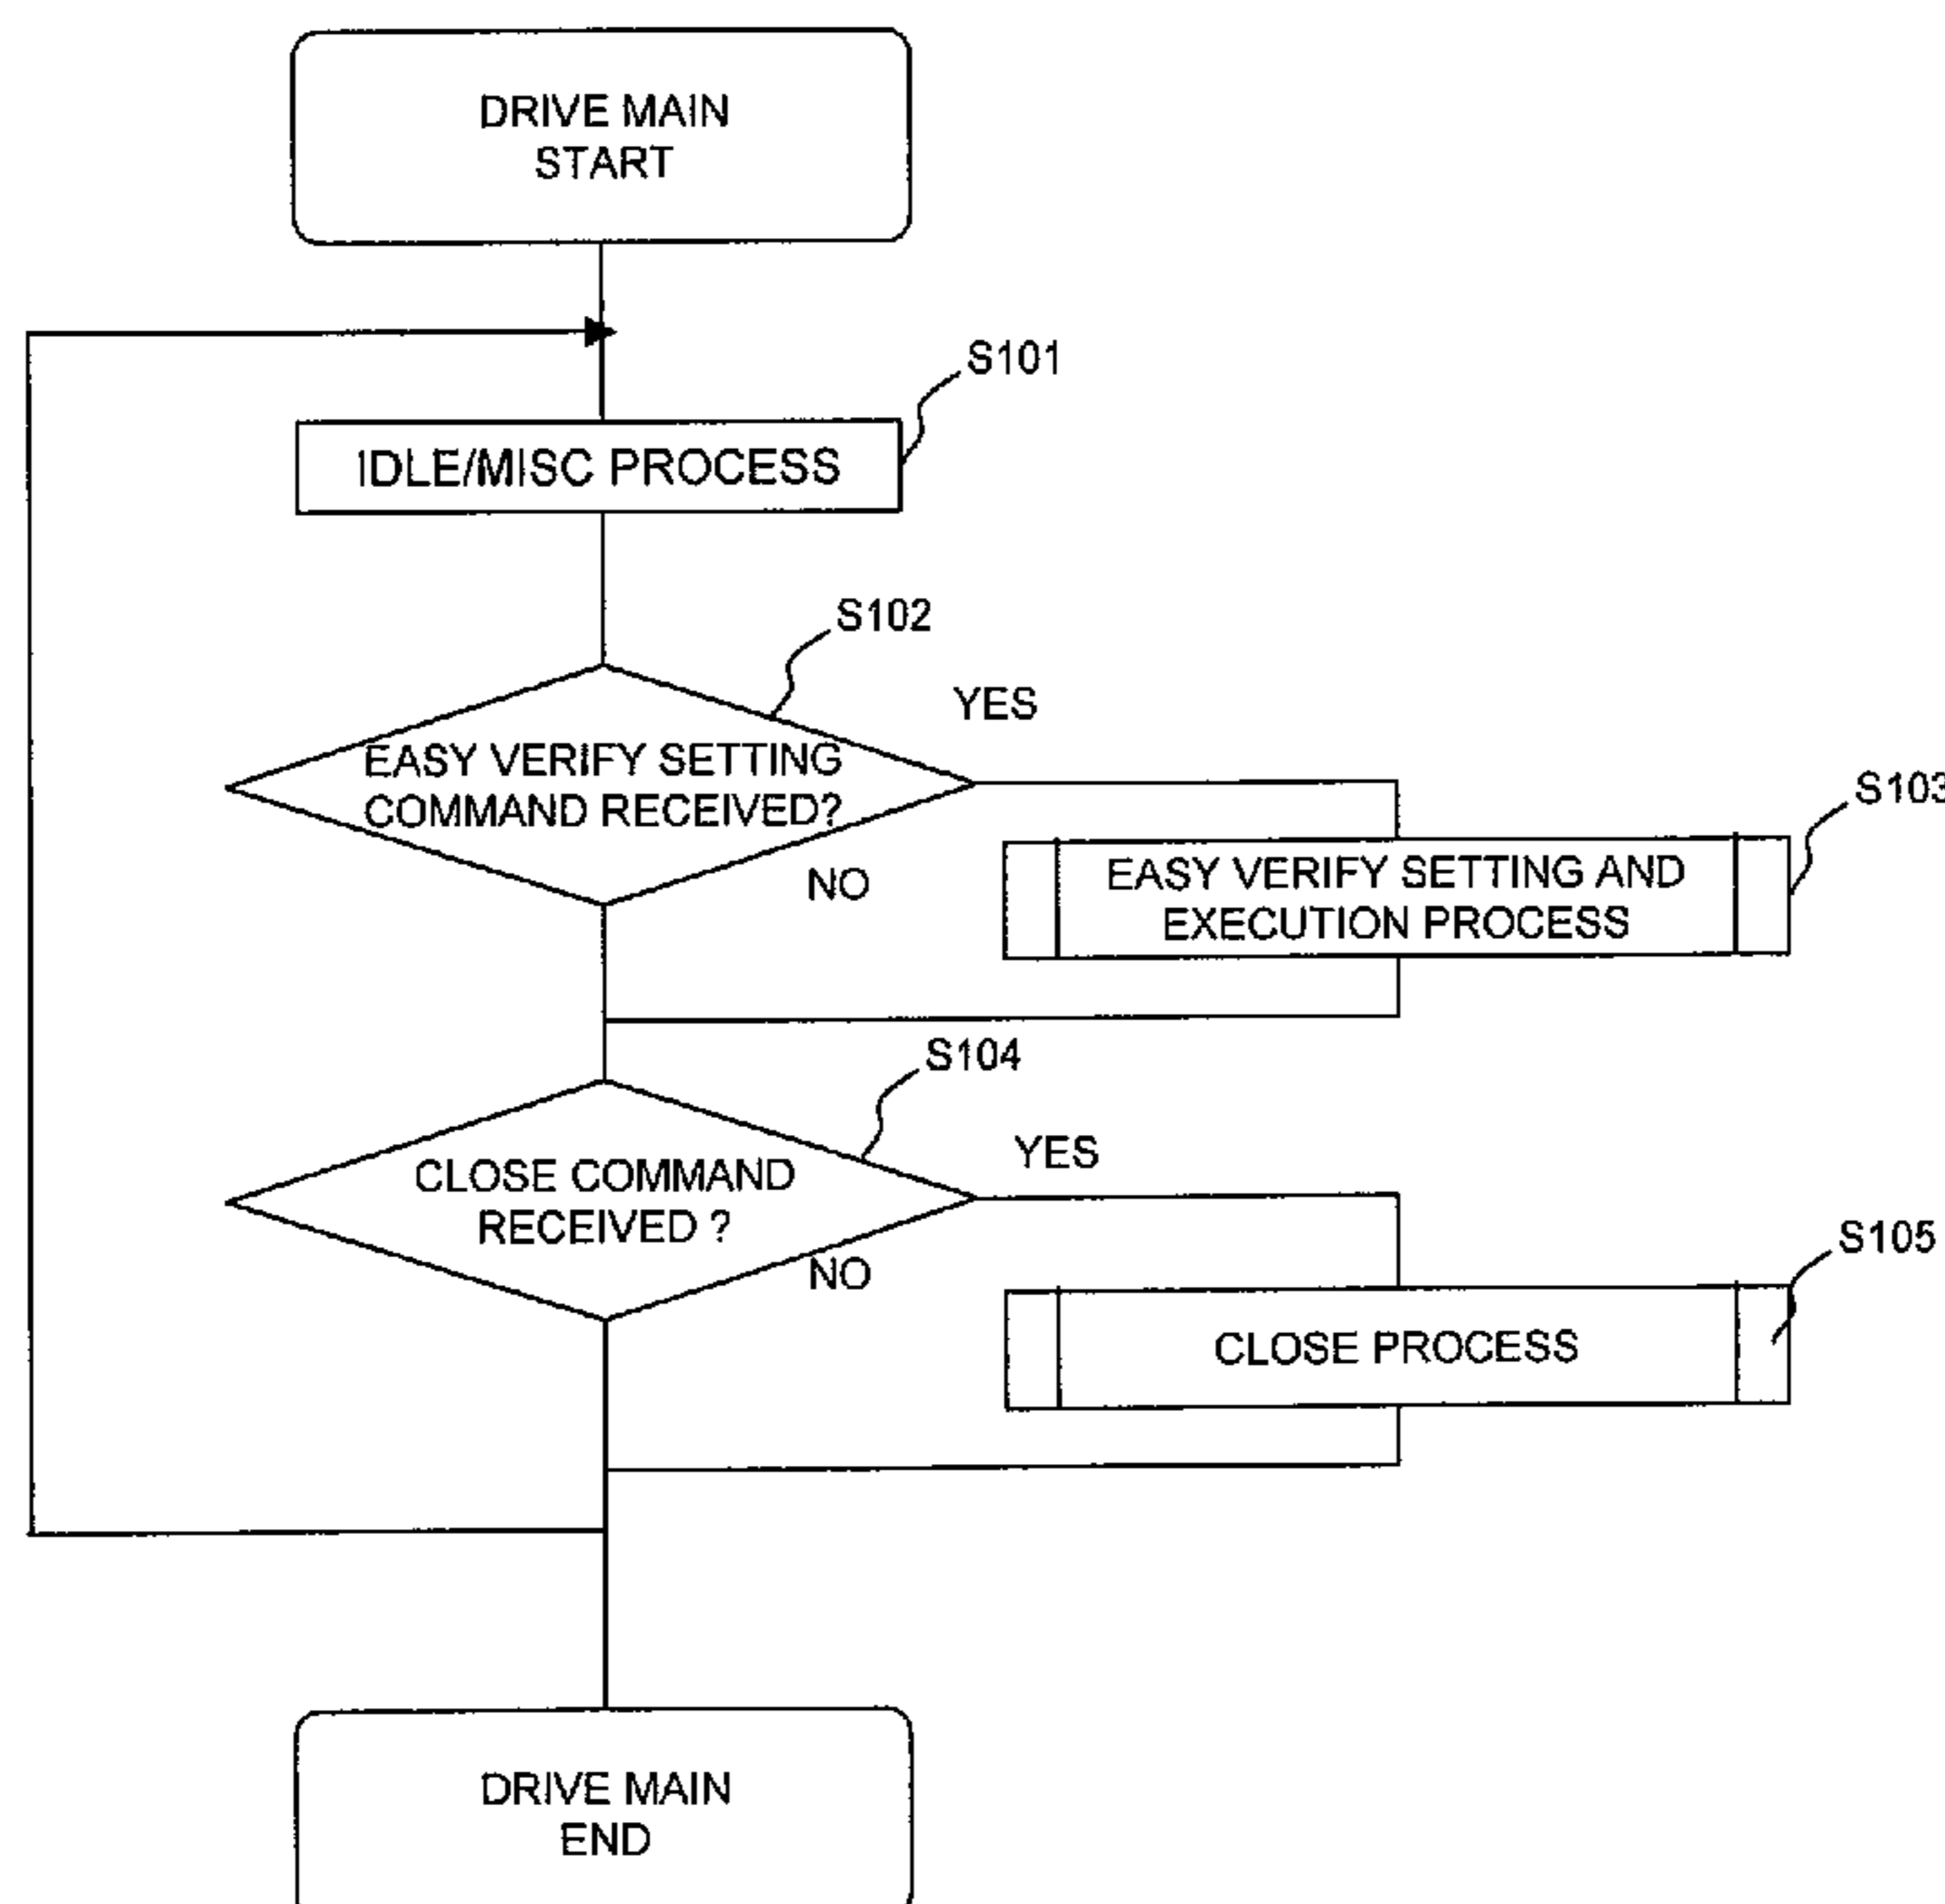 DRIVE MAIN
START
S101
IDLE/MISC PROCESS
S102
YES
EASY VERIFY SETTING
COMMAND RECEIVED?
NO
S103
EASY VERIFY SETTING AND
EXECUTION PROCESS
S104
YES
CLOSE COMMAND
RECEIVED ?
NO
S105
CLOSE PROCESS
DRIVE MAIN
END